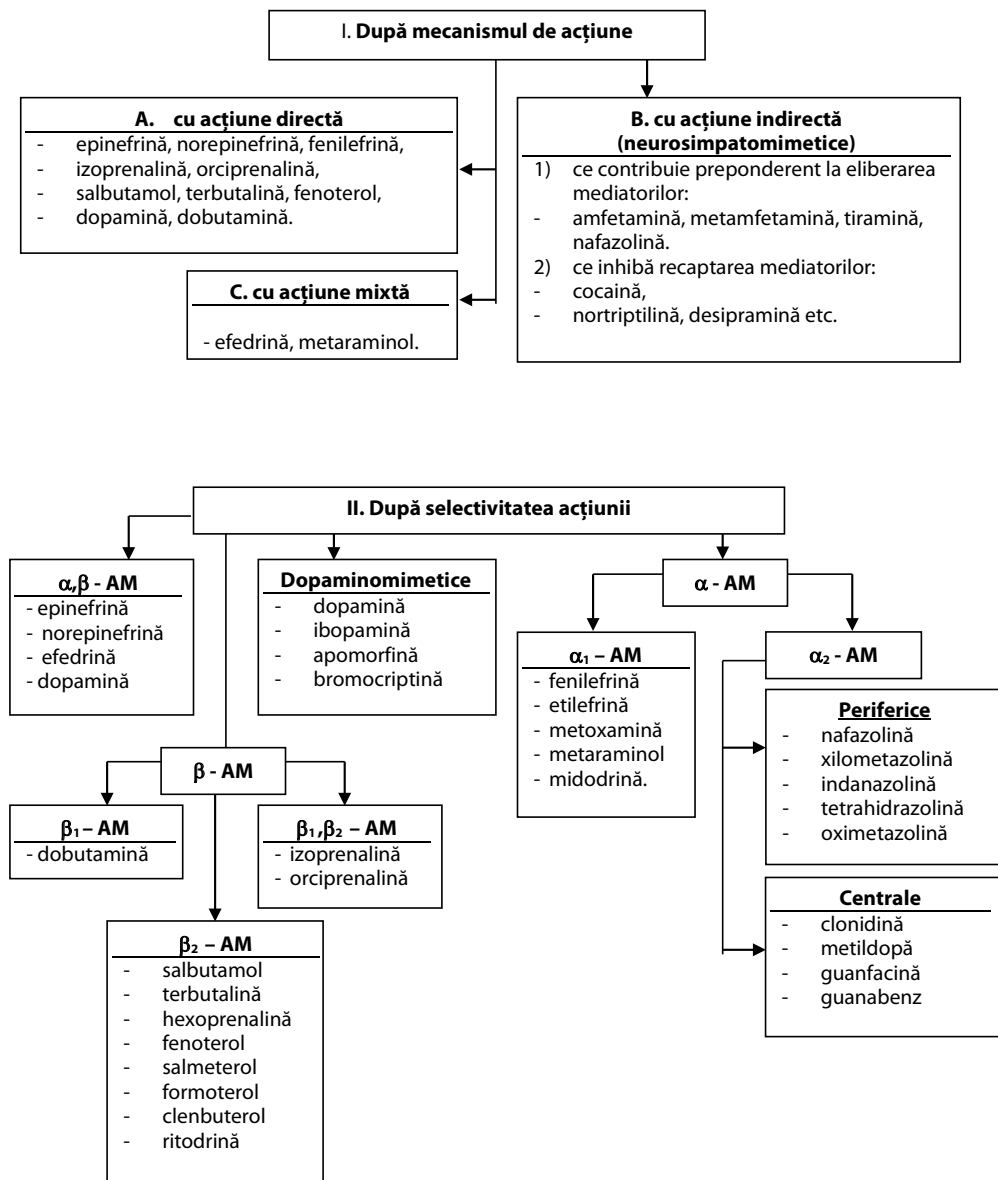 I. După mecanismul de acțiune
A. cu acțiune directă
- epinefrină, norepinefrină, fenilefrină,
- izoprenalină, orciprenalină,
- salbutamol, terbutalină, fenoterol,
- dopamină, dobutamină.
B. cu acțiune indirectă
(neurosimpatomimetice)
1) ce contribuie preponderent la eliberarea
mediatorilor:
- amfetamină, metamfetamină, tiramină,
nafazolină.
2) ce inhibă recaptarea mediatorilor:
- cocaină,
- nortriptilină, desipramină etc.
C. cu acțiune mixtă
- efedrină, metaraminol.
II. După selectivitatea acțiunii
α,β - AM
- epinefrină
- norepinefrină
- efedrină
- dopamină
Dopaminomimetice
- dopamină
- ibopamină
- apomorfină
- bromocriptină
α - AM
α₁ – AM
- fenilefrină
- etilefrină
- metoxamină
- metaraminol
- midodrină.
α₂ - AM
Periferice
- nafazolină
- xilometazolină
- indanazolină
- tetrahidrazolină
- oximetazolină
Centrale
- clonidină
- metildopă
- guanfacină
- guanabenz
β - AM
β₁ – AM
- dobutamină
β₁,β₂ – AM
- izoprenalină
- orciprenalină
β₂ – AM
- salbutamol
- terbutalină
- hexoprenalină
- fenoterol
- salmeterol
- formoterol
- clenbuterol
- ritodrină